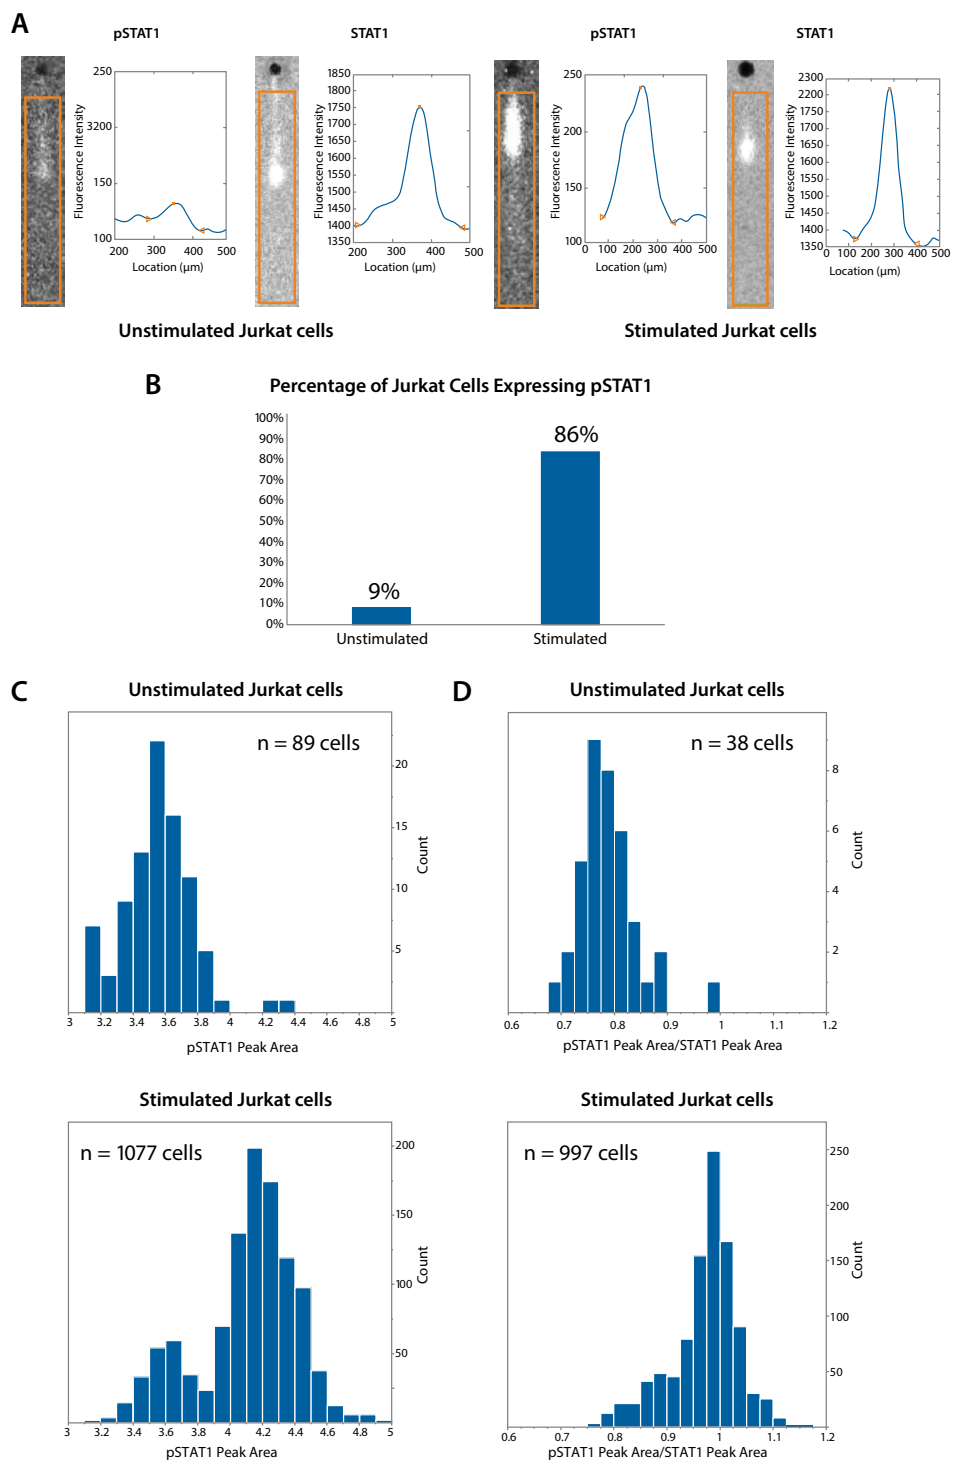 A
pSTAT1
STAT1
pSTAT1
STAT1
Fluorescence Intensity
250
3200
150
100
200
300
400
500
Location (µm)
Fluorescence Intensity
1850
1750
1700
1650
1600
1550
1500
1450
1400
1350
200
300
400
500
Location (µm)
Fluorescence Intensity
250
200
150
100
0
100
200
300
400
500
Location (µm)
Fluorescence Intensity
2300
2200
2100
2000
1700
1660
1600
1550
1500
1450
1400
1350
0
100
200
300
400
500
Location (µm)
Unstimulated Jurkat cells
Stimulated Jurkat cells
B
Percentage of Jurkat Cells Expressing pSTAT1
100%
90%
80%
70%
60%
50%
40%
30%
20%
10%
0%
9%
86%
Unstimulated
Stimulated
C
Unstimulated Jurkat cells
n = 89 cells
20
15
10
5
Count
3 3.2 3.4 3.6 3.8 4 4.2 4.4 4.6 4.8 5
pSTAT1 Peak Area
D
Unstimulated Jurkat cells
n = 38 cells
8
6
4
2
Count
0.6 0.7 0.8 0.9 1 1.1 1.2
pSTAT1 Peak Area/STAT1 Peak Area
Stimulated Jurkat cells
n = 1077 cells
200
150
100
50
Count
3 3.2 3.4 3.6 3.8 4 4.2 4.4 4.6 4.8 5
pSTAT1 Peak Area
Stimulated Jurkat cells
n = 997 cells
250
200
150
100
50
Count
0.6 0.7 0.8 0.9 1 1.1 1.2
pSTAT1 Peak Area/STAT1 Peak Area